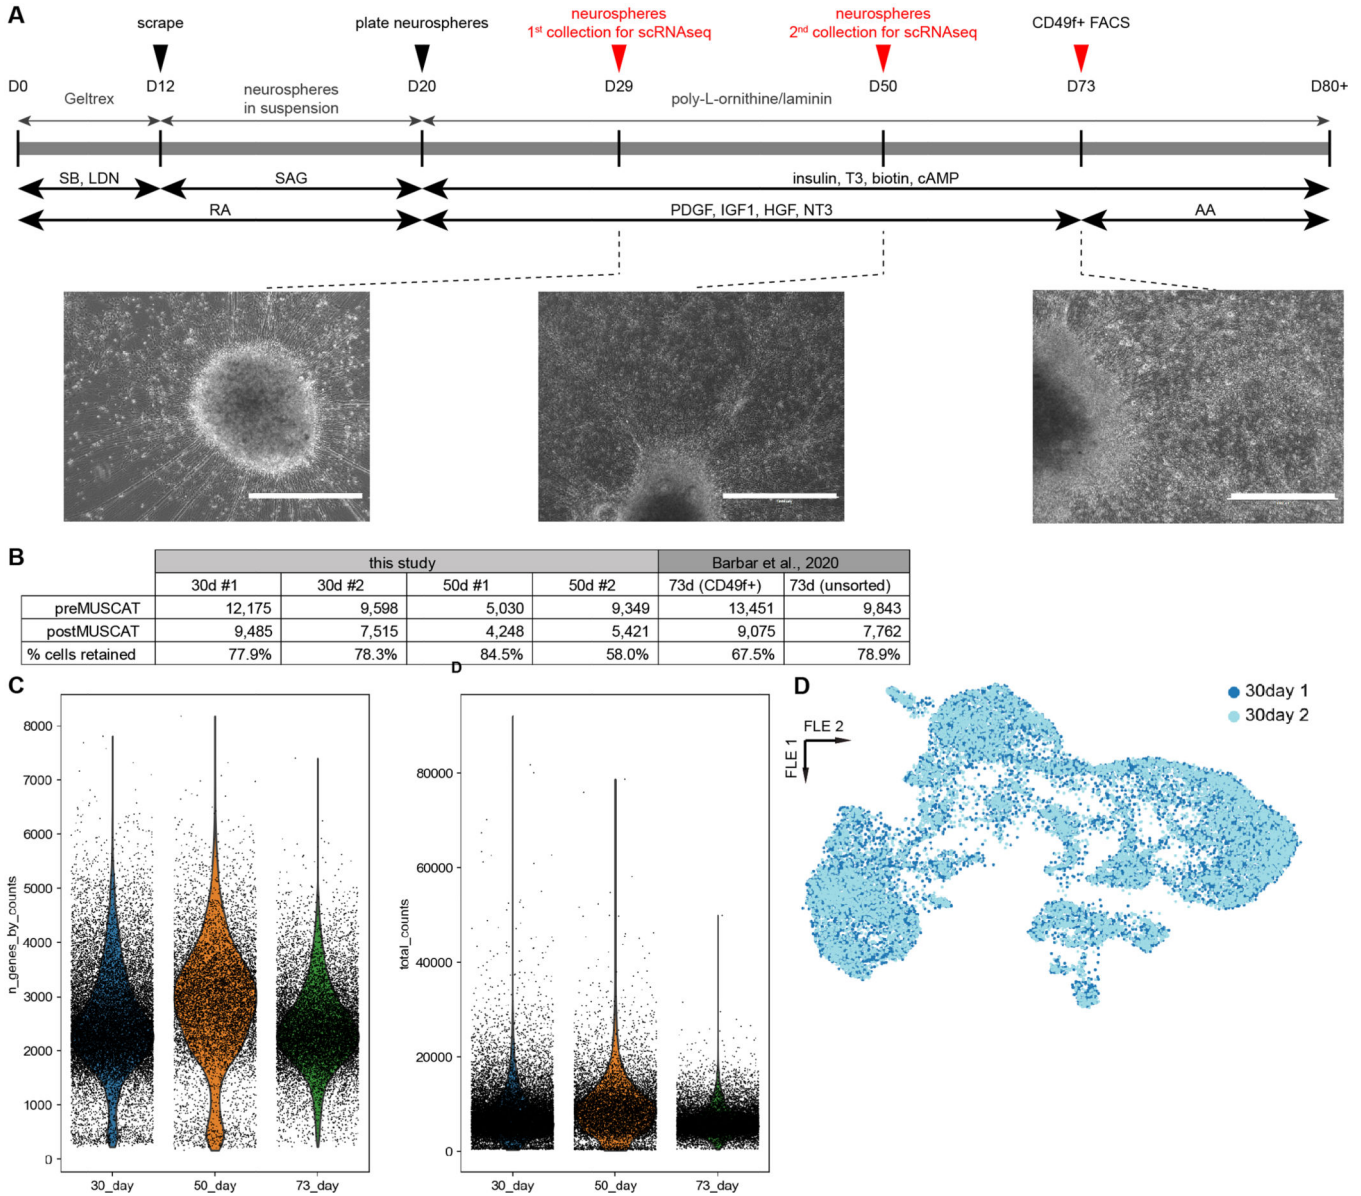 A
scrape
plate neurospheres
neurospheres
1st collection for scRNAseq
neurospheres
2nd collection for scRNAseq
CD49f+ FACS
D0
D12
D20
D29
D50
D73
D80+
Geltrex
neurospheres
in suspension
poly-L-ornithine/laminin
SB, LDN
SAG
insulin, T3, biotin, cAMP
RA
PDGF, IGF1, HGF, NT3
AA
B
this study
Barbar et al., 2020
30d #1
30d #2
50d #1
50d #2
73d (CD49f+)
73d (unsorted)
preMUSCAT
12,175
9,598
5,030
9,349
13,451
9,843
postMUSCAT
9,485
7,515
4,248
5,421
9,075
7,762
% cells retained
77.9%
78.3%
84.5%
58.0%
67.5%
78.9%
C
n_genes_by_counts
8000
7000
6000
5000
4000
3000
2000
1000
0
30_day
50_day
73_day
D
total_counts
80000
60000
40000
20000
0
30_day
50_day
73_day
D
FLE 2
FLE 1
30day 1
30day 2